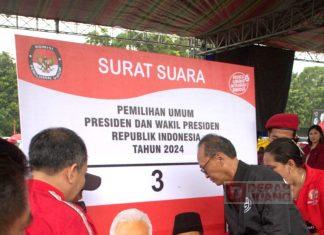 SURAT SUARA
PEMILIHAN UMUM
PRESIDEN DAN WAKIL PRESIDEN
REPUBLIK INDONESIA
TAHUN 2024
3